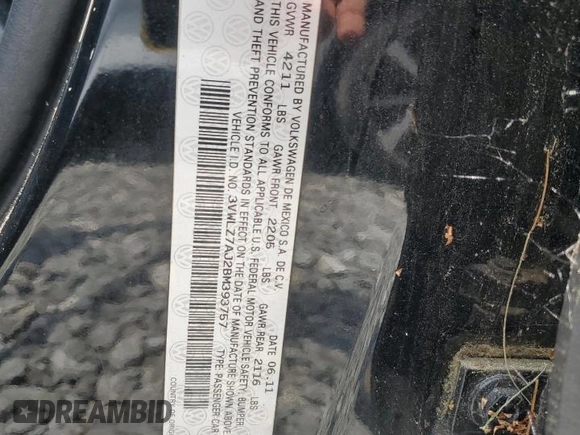 MANUFACTURED BY VOLKSWAGEN DE MEXICO S.A. DE C.V. DATE 06.11
GVWR 4211 LBS GAWR FRONT 2205 LBS GAWR REAR 2116 LBS
THIS VEHICLE CONFORMS TO ALL APPLICABLE U.S. FEDERAL MOTOR VEHICLE SAFETY, BUMPER,
AND THEFT PREVENTION STANDARDS IN EFFECT ON THE DATE OF MANUFACTURE SHOWN ABOVE
VEHICLE I.D. NO. 3VWLZ7AJ2BM393757 TYPE: PASSENGER CAR
COUNTRY OF
DREAMBID